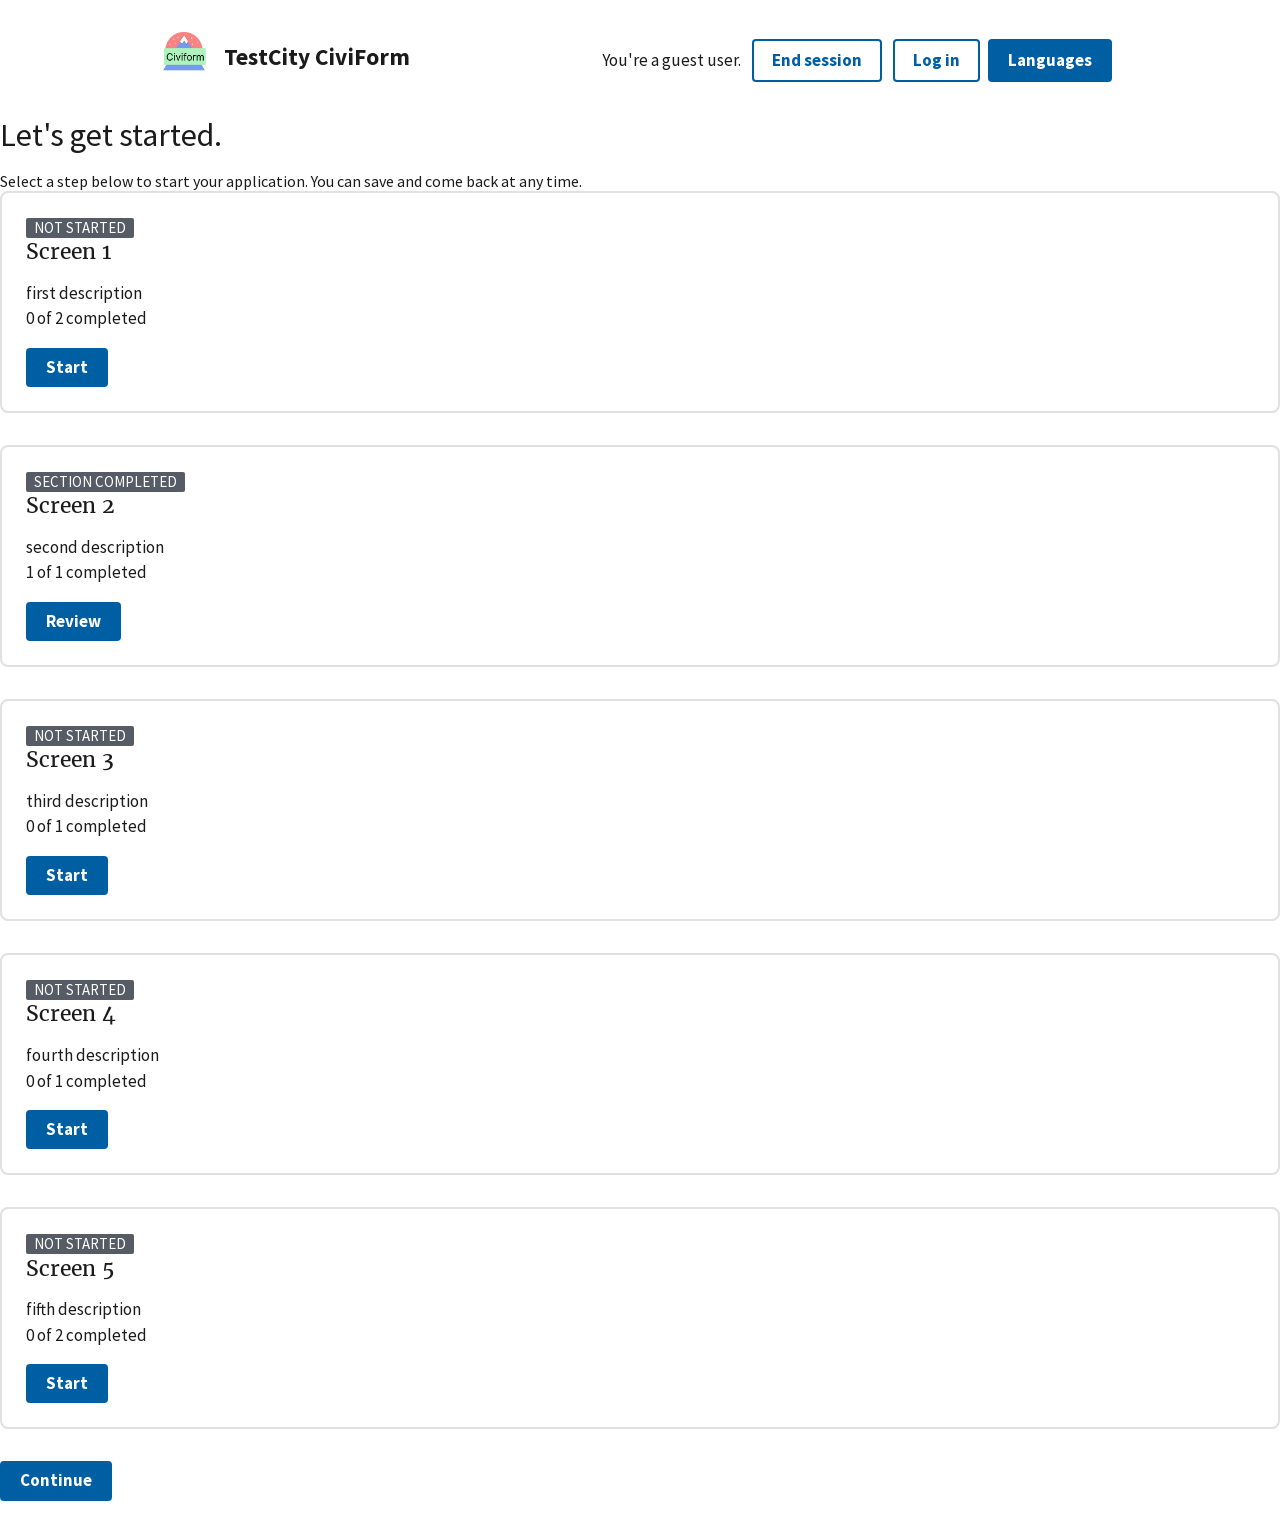 Civiform
TestCity CiviForm
You're a guest user.
End session
Log in
Languages
Let's get started.
Select a step below to start your application. You can save and come back at any time.
NOT STARTED
Screen 1
first description
0 of 2 completed
Start
SECTION COMPLETED
Screen 2
second description
1 of 1 completed
Review
NOT STARTED
Screen 3
third description
0 of 1 completed
Start
NOT STARTED
Screen 4
fourth description
0 of 1 completed
Start
NOT STARTED
Screen 5
fifth description
0 of 2 completed
Start
Continue